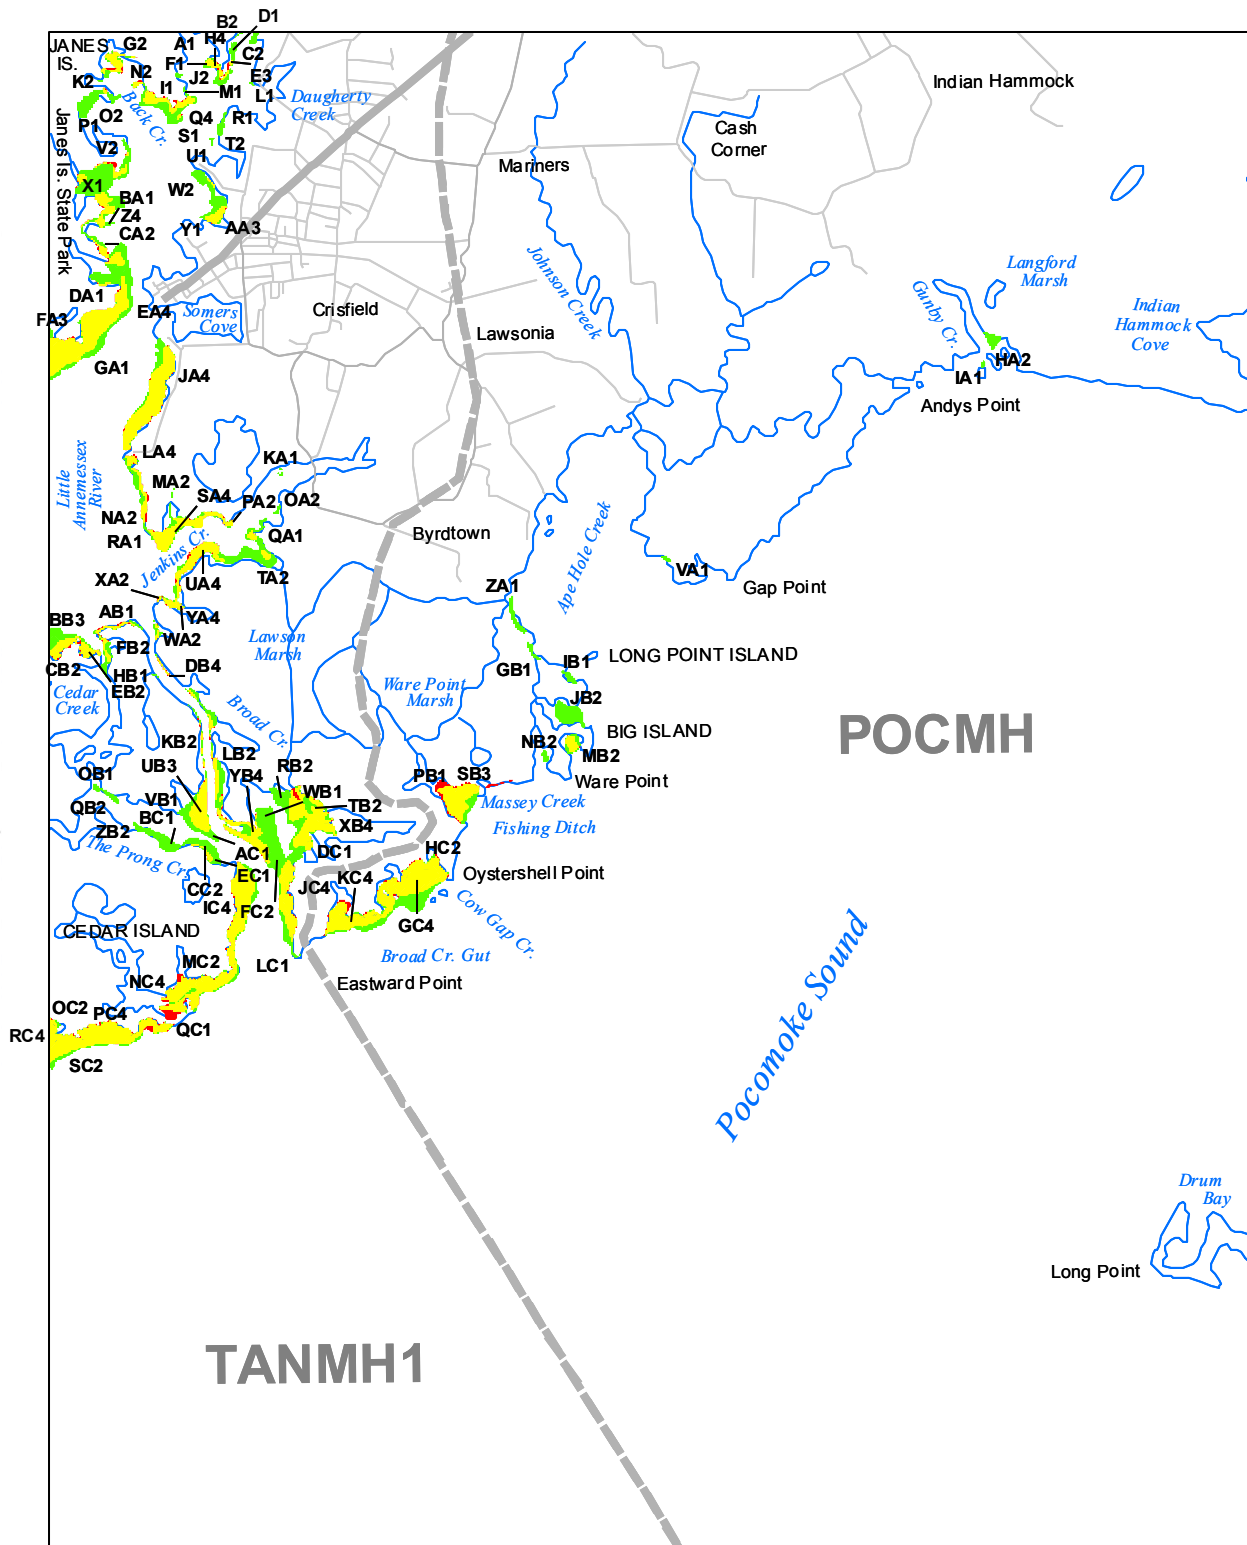 B2
D1
A1
H4
G2
JANES
IS.
C2
F1
N2
J2
E3
K2
I1
M1
L1
Daugherty
Creek
Back Cr.
O2
P1
Q4
R1
S1
T2
V2
U1
Janes Is. State Park
X1
W2
BA1
Z4
CA2
Y1
AA3
DA1
EA4
FA3
Somers
Cove
GA1
JA4
Indian Hammock
Cash
Corner
Mariners
Johnson Creek
Crisfield
Lawsonia
Langford
Marsh
Gunby Cr.
Indian
Hammock
Cove
HA2
IA1
Andys Point
LA4
KA1
MA2
SA4
Little
Annemessex
River
PA2
OA2
NA2
RA1
QA1
Jenkins Cr.
Byrdtown
Ape Hole Creek
XA2
UA4
TA2
VA1
Gap Point
ZA1
AB1
YA4
BB3
WA2
FB2
Lawson
Marsh
CB2
HB1
DB4
EB2
Cedar
Creek
GB1
IB1
LONG POINT ISLAND
Ware Point
Marsh
JB2
Broad Cr.
BIG ISLAND
POCMH
KB2
LB2
NB2
MB2
UB3
YB4
RB2
OB1
PB1
SB3
Ware Point
WB1
QB2
VB1
TB2
Massey Creek
BC1
XB4
Fishing Ditch
ZB2
The Prong Cr.
AC1
DC1
HC2
EC1
Oystershell Point
CC2
JC4
KC4
IC4
FC2
GC4
Cow Gap Cr.
CEDAR ISLAND
MC2
LC1
Broad Cr. Gut
NC4
Eastward Point
OC2
PC4
QC1
RC4
SC2
Pocomoke Sound
Drum
Bay
Long Point
TANMH1